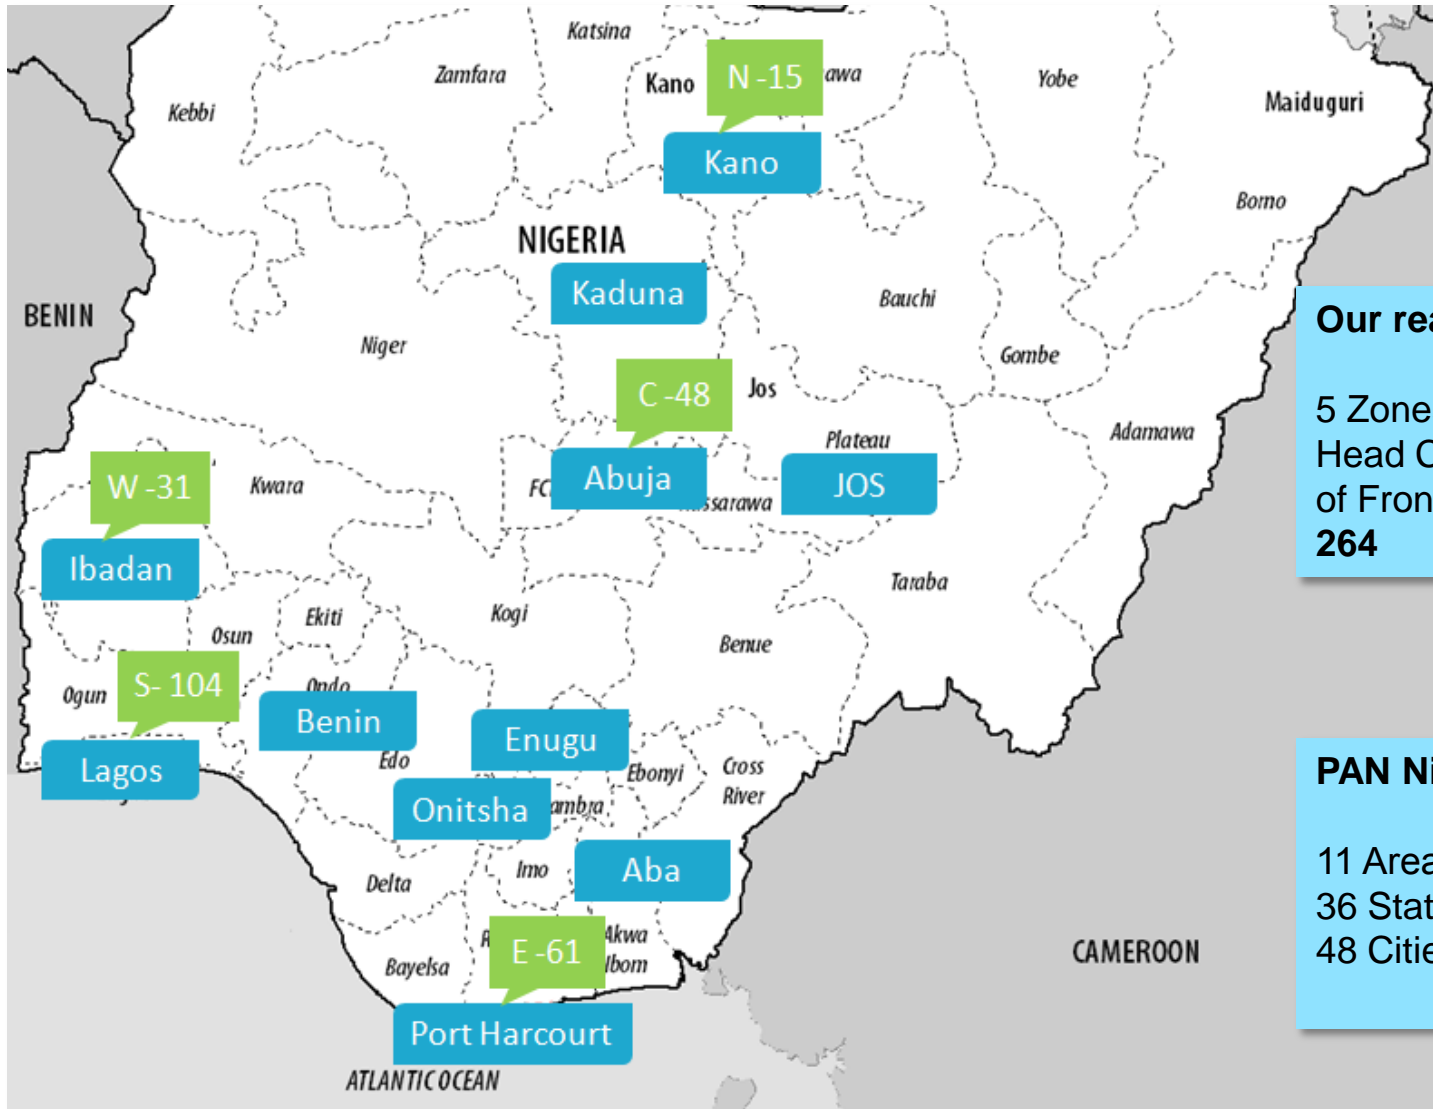 Katsina
Zamfara
Kano
N -15
awa
Yobe
Kebbi
Maiduguri
Kano
Borno
NIGERIA
Kaduna
Bauchi
BENIN
Niger
Gombe
C -48
Jos
Plateau
Adamawa
W -31
Kwara
Abuja
ssarawa
JOS
Ibadan
Taraba
Ekiti
Kogi
Osun
Benue
Ogun
S- 104
Ondo
Benin
Enugu
Lagos
Edo
Ebonyi
Cross
River
Onitsha
ambra
Imo
Aba
Delta
E -61
Akwa
Ibom
Bayelsa
Port Harcourt
CAMEROON
ATLANTIC OCEAN
Our rea
5 Zone
Head O
of Fron
264
PAN Ni
11 Area
36 Stat
48 Citie